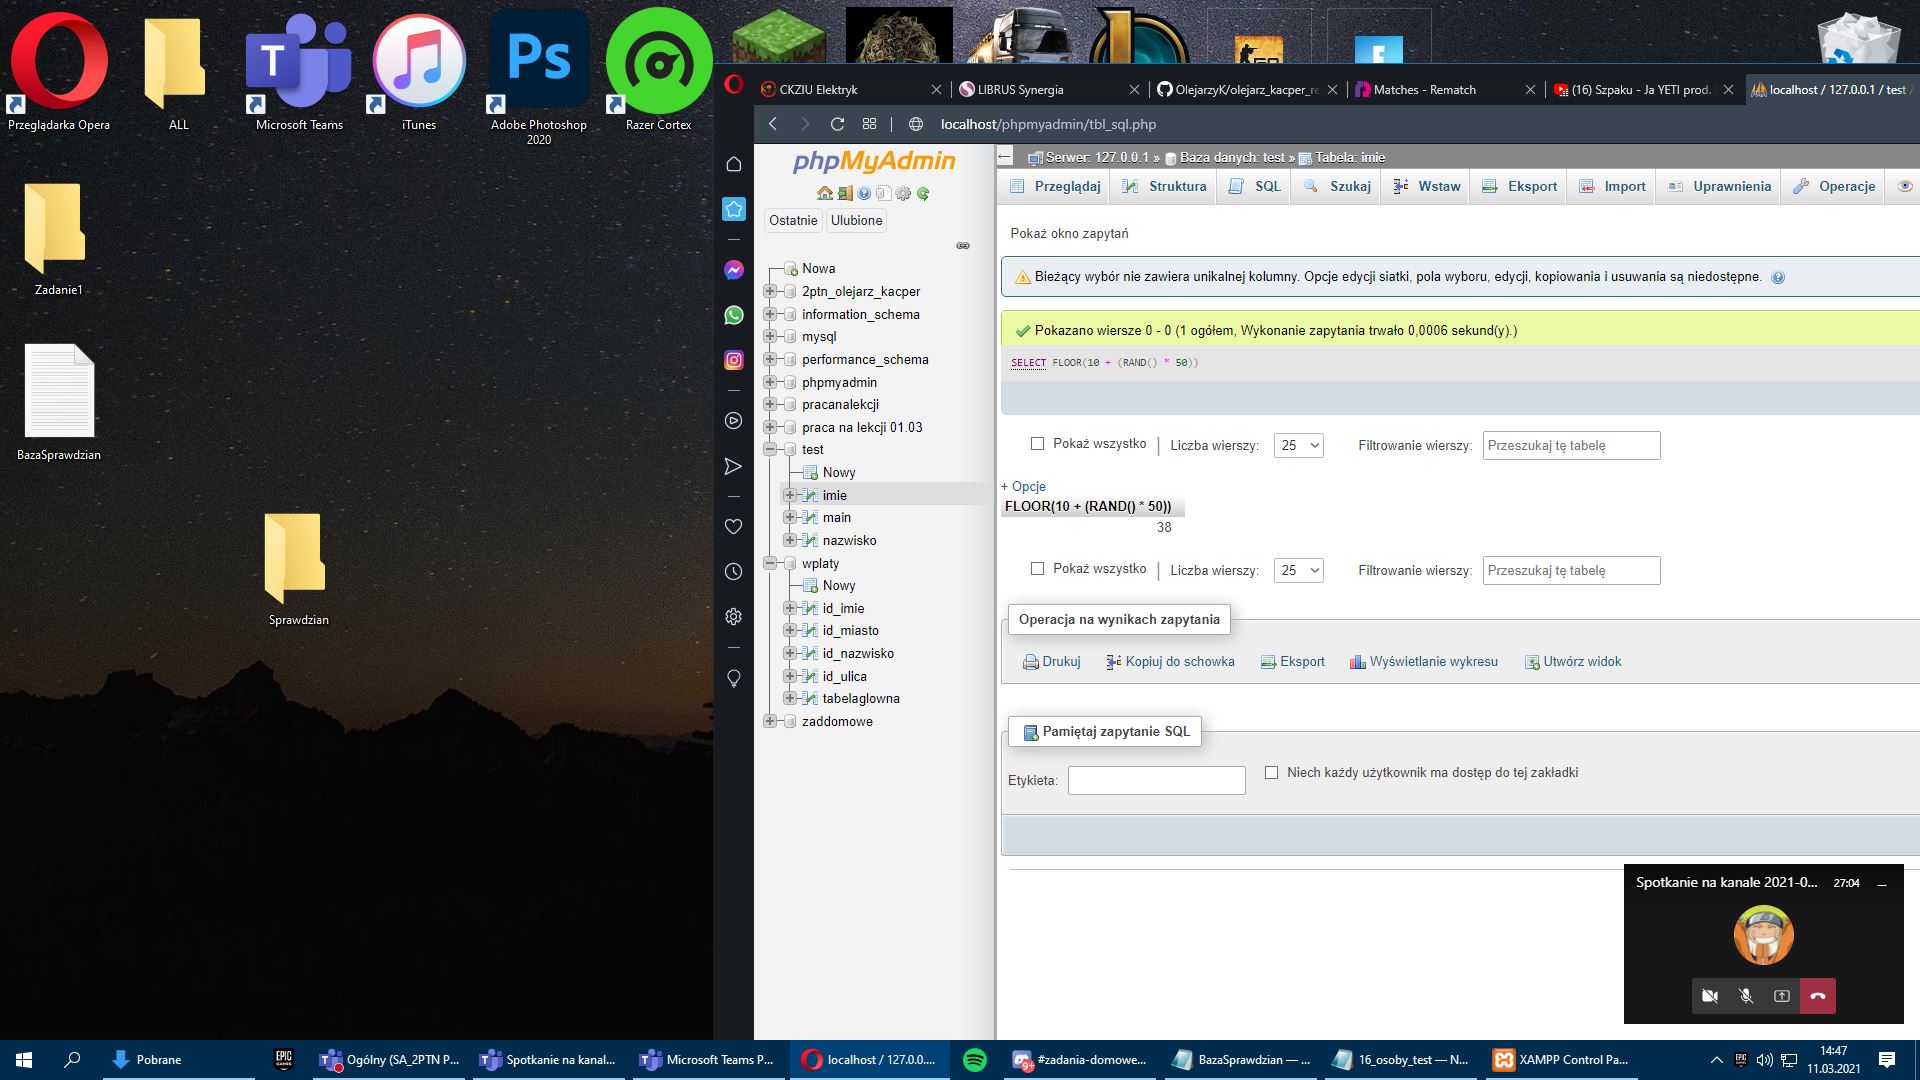 Przeglądarka Opera
ALL
Microsoft Teams
iTunes
Ps
Adobe Photoshop 2020
Razer Cortex
Zadanie1
BazaSprawdzian
Sprawdzian
CKZiU Elektryk
LIBRUS Synergia
OlejarzyK/olejarz_kacper_re
Matches - Rematch
(16) Szpaku - Ja YETI prod.
localhost / 127.0.0.1 / test /
localhost/phpmyadmin/tbl_sql.php
phpMyAdmin
Ostatnie
Ulubione
Nowa
2ptn_olejarz_kacper
information_schema
mysql
performance_schema
phpmyadmin
pracanalekcji
praca na lekcji 01.03
test
Nowy
imie
main
nazwisko
wplaty
Nowy
id_imie
id_miasto
id_nazwisko
id_ulica
tabelaglowna
zaddomowe
Serwer: 127.0.0.1 » Baza danych: test » Tabela: imie
Przeglądaj
Struktura
SQL
Szukaj
Wstaw
Eksport
Import
Uprawnienia
Operacje
Pokaż okno zapytań
Bieżący wybór nie zawiera unikalnej kolumny. Opcje edycji siatki, pola wyboru, edycji, kopiowania i usuwania są niedostępne.
Pokazano wiersze 0 - 0 (1 ogółem, Wykonanie zapytania trwało 0,0006 sekund(y).)
SELECT FLOOR(10 + (RAND() * 50))
Pokaż wszystko | Liczba wierszy: 25 Filtrowanie wierszy: Przeszukaj tę tabelę
+ Opcje
FLOOR(10 + (RAND() * 50))
38
Pokaż wszystko | Liczba wierszy: 25 Filtrowanie wierszy: Przeszukaj tę tabelę
Operacja na wynikach zapytania
Drukuj
Kopiuj do schowka
Eksport
Wyświetlanie wykresu
Utwórz widok
Pamiętaj zapytanie SQL
Etykieta:
Niech każdy użytkownik ma dostęp do tej zakładki
Spotkanie na kanale 2021-0... 27:04
Pobrane
EPIC GAMES
Ogólny (SA_2PTN P...
Spotkanie na kanal...
Microsoft Teams P...
localhost / 127.0.0....
9+
#zadania-domowe...
BazaSprawdzian — ...
16_osoby_test — N...
XAMPP Control Pa...
14:47
11.03.2021